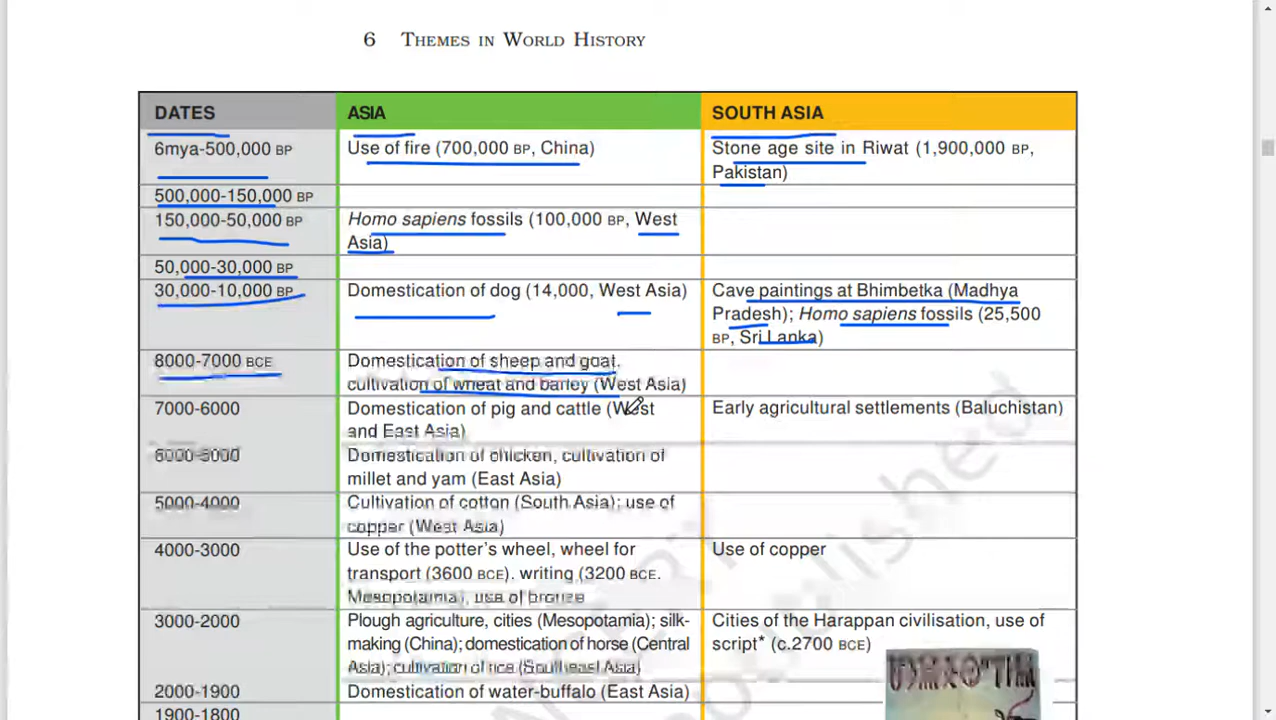 6 THEMES IN WORLD HISTORY
DATES ASIA SOUTH ASIA
6mya-500,000 BP Use of fire (700,000 BP, China) Stone age site in Riwat (1,900,000 BP,
Pakistan)
500,000-150,000 BP
150,000-50,000 BP Homo sapiens fossils (100,000 BP, West
Asia)
50,000-30,000 BP
30,000-10,000 BP Domestication of dog (14,000, West Asia) Cave paintings at Bhimbetka (Madhya
Pradesh); Homo sapiens fossils (25,500
BP, Sri Lanka)
8000-7000 BCE Domestication of sheep and goat,
cultivation of wheat and barley (West Asia)
7000-6000 Domestication of pig and cattle (West Early agricultural settlements (Baluchistan)
and East Asia)
6000-5000 Domestication of chicken, cultivation of
millet and yam (East Asia)
5000-4000 Cultivation of cotton (South Asia); use of
copper (West Asia)
4000-3000 Use of the potter's wheel, wheel for Use of copper
transport (3600 BCE), writing (3200 BCE,
Mesopotamia), use of bronze
3000-2000 Plough agriculture, cities (Mesopotamia); silk- Cities of the Harappan civilisation, use of
making (China); domestication of horse (Central script* (c.2700 BCE)
Asia); cultivation of rice (Southeast Asia)
2000-1900 Domestication of water-buffalo (East Asia)
1900-1800